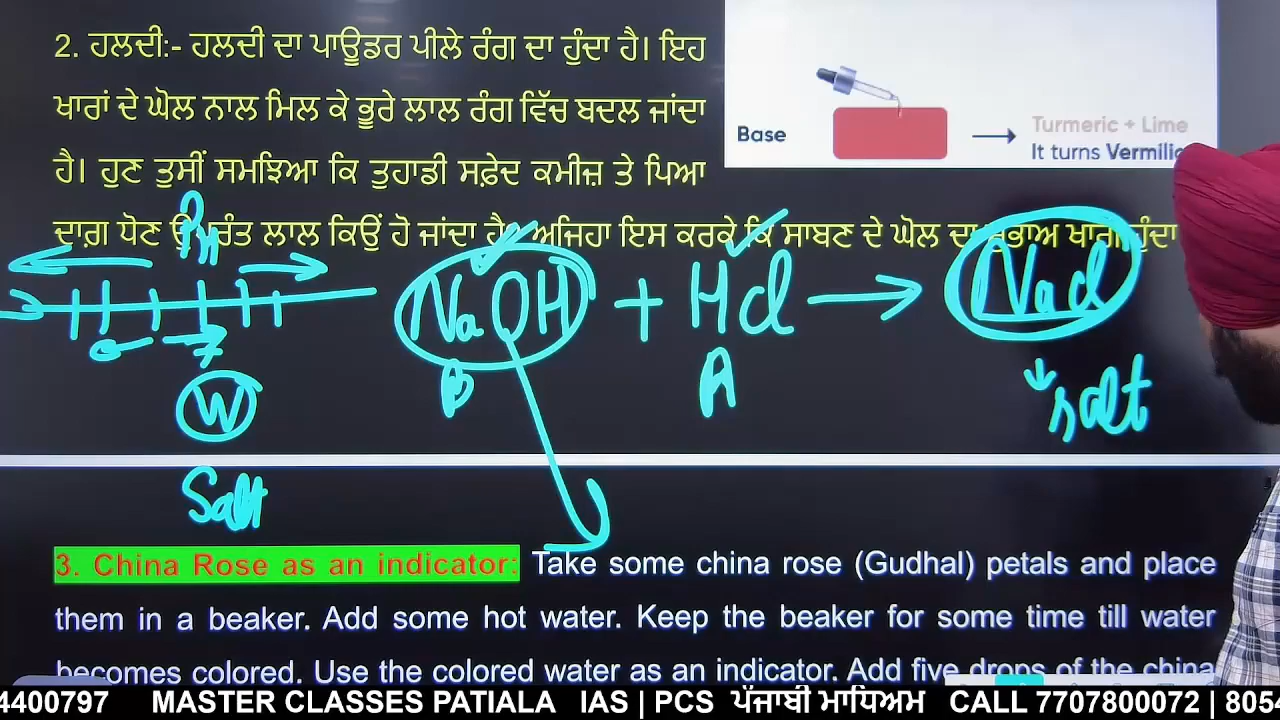 2. ਹਲਦੀ:- ਹਲਦੀ ਦਾ ਪਾਊਡਰ ਪੀਲੇ ਰੰਗ ਦਾ ਹੁੰਦਾ ਹੈ। ਇਹ
ਖਾਰਾਂ ਦੇ ਘੋਲ ਨਾਲ ਮਿਲ ਕੇ ਭੂਰੇ ਲਾਲ ਰੰਗ ਵਿੱਚ ਬਦਲ ਜਾਂਦਾ
ਹੈ। ਹੁਣ ਤੁਸੀਂ ਸਮਝਿਆ ਕਿ ਤੁਹਾਡੀ ਸਫ਼ੇਦ ਕਮੀਜ਼ ਤੇ ਪਿਆ
ਦਾਗ਼ ਧੋਣ ਲਾਲ ਕਿਉਂ ਹੋ ਜਾਂਦਾ ਹੈ। ਅਜਿਹਾ ਇਸ ਕਰਕੇ ਕਿ ਸਾਬਣ ਦੇ ਘੋਲ ਦਾ ਹੁੰਦਾ
Base
Turmeric + Lime
It turns
PH
NaOH + HCl → NaCl
7
B
A
salt
W
Salt
3. China Rose as an indicator: Take some china rose (Gudhal) petals and place
them in a beaker. Add some hot water. Keep the beaker for some time till water
becomes colored. Use the colored water as an indicator. Add five drops of the china
4400797 MASTER CLASSES PATIALA IAS | PCS ਪੰਜਾਬੀ ਮਾਧਿਅਮ CALL 7707800072 | 8054